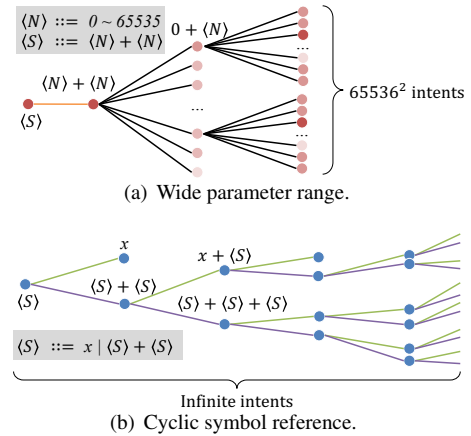 ⟨N⟩ ::= 0 ~ 65535
⟨S⟩ ::= ⟨N⟩ + ⟨N⟩
0 + ⟨N⟩
⟨N⟩ + ⟨N⟩
...
...
...
⟨S⟩
65536² intents
(a) Wide parameter range.
x
x + ⟨S⟩
⟨S⟩
⟨S⟩ + ⟨S⟩
⟨S⟩ + ⟨S⟩ + ⟨S⟩
⟨S⟩ ::= x | ⟨S⟩ + ⟨S⟩
Infinite intents
(b) Cyclic symbol reference.